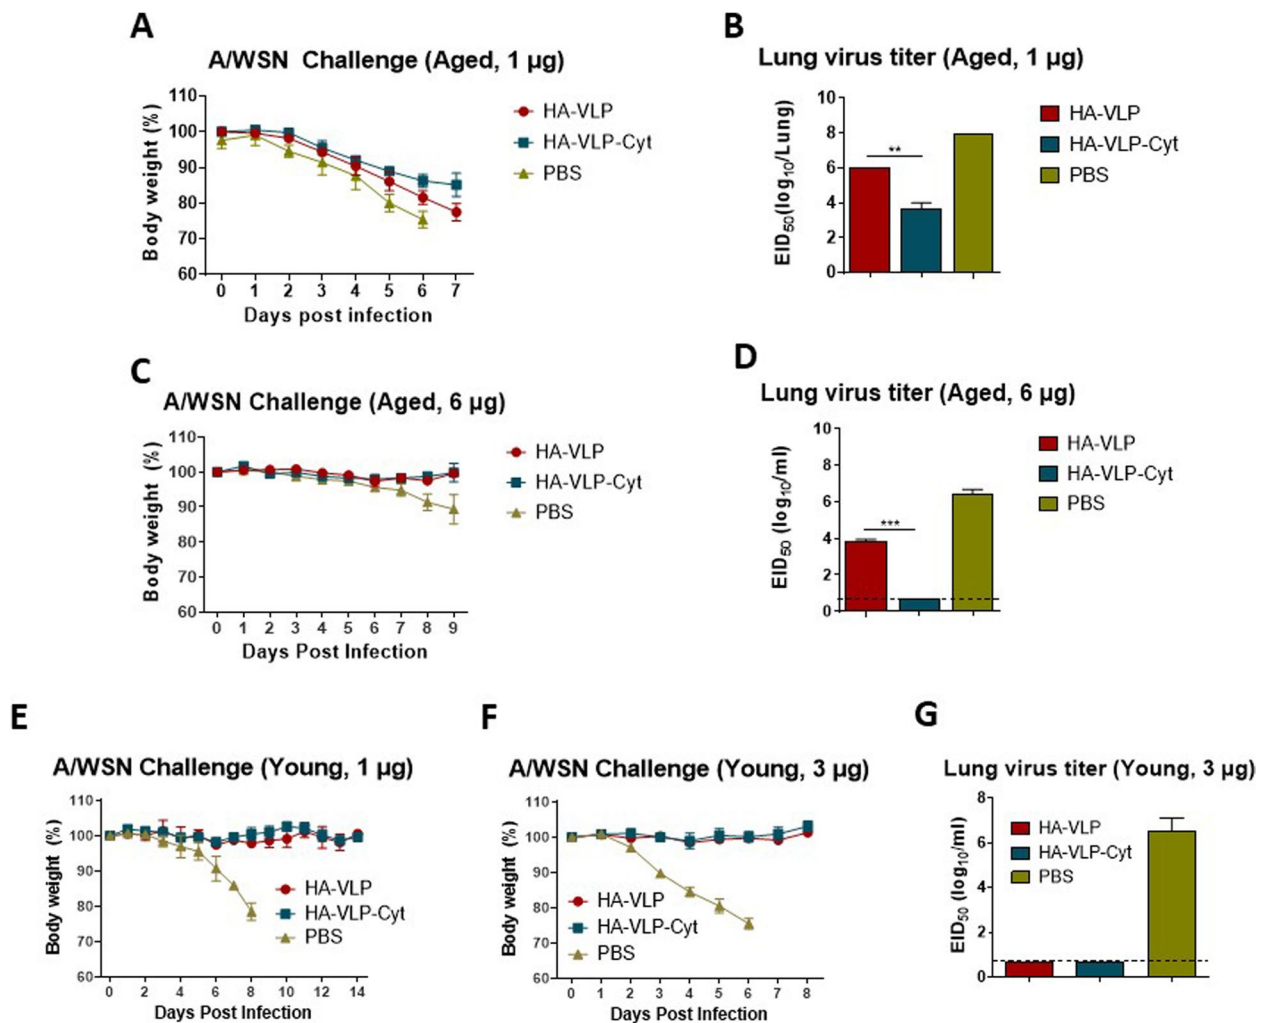 A
A/WSN Challenge (Aged, 1 µg)
110
100
90
80
70
60
Body weight (%)
0 1 2 3 4 5 6 7
Days post infection
HA-VLP
HA-VLP-Cyt
PBS
B
Lung virus titer (Aged, 1 µg)
10
8
6
4
2
0
EID50(log10/Lung)
**
HA-VLP
HA-VLP-Cyt
PBS
C
A/WSN Challenge (Aged, 6 µg)
110
100
90
80
70
60
Body weight (%)
0 1 2 3 4 5 6 7 8 9
Days Post Infection
HA-VLP
HA-VLP-Cyt
PBS
D
Lung virus titer (Aged, 6 µg)
10
8
6
4
2
0
EID50 (log10/ml)
***
HA-VLP
HA-VLP-Cyt
PBS
E
A/WSN Challenge (Young, 1 µg)
110
100
90
80
70
60
Body weight (%)
0 2 4 6 8 10 12 14
Days Post Infection
HA-VLP
HA-VLP-Cyt
PBS
F
A/WSN Challenge (Young, 3 µg)
110
100
90
80
70
60
Body weight (%)
0 1 2 3 4 5 6 7 8
Days Post Infection
HA-VLP
HA-VLP-Cyt
PBS
G
Lung virus titer (Young, 3 µg)
8
6
4
2
0
EID50 (log10/ml)
HA-VLP
HA-VLP-Cyt
PBS